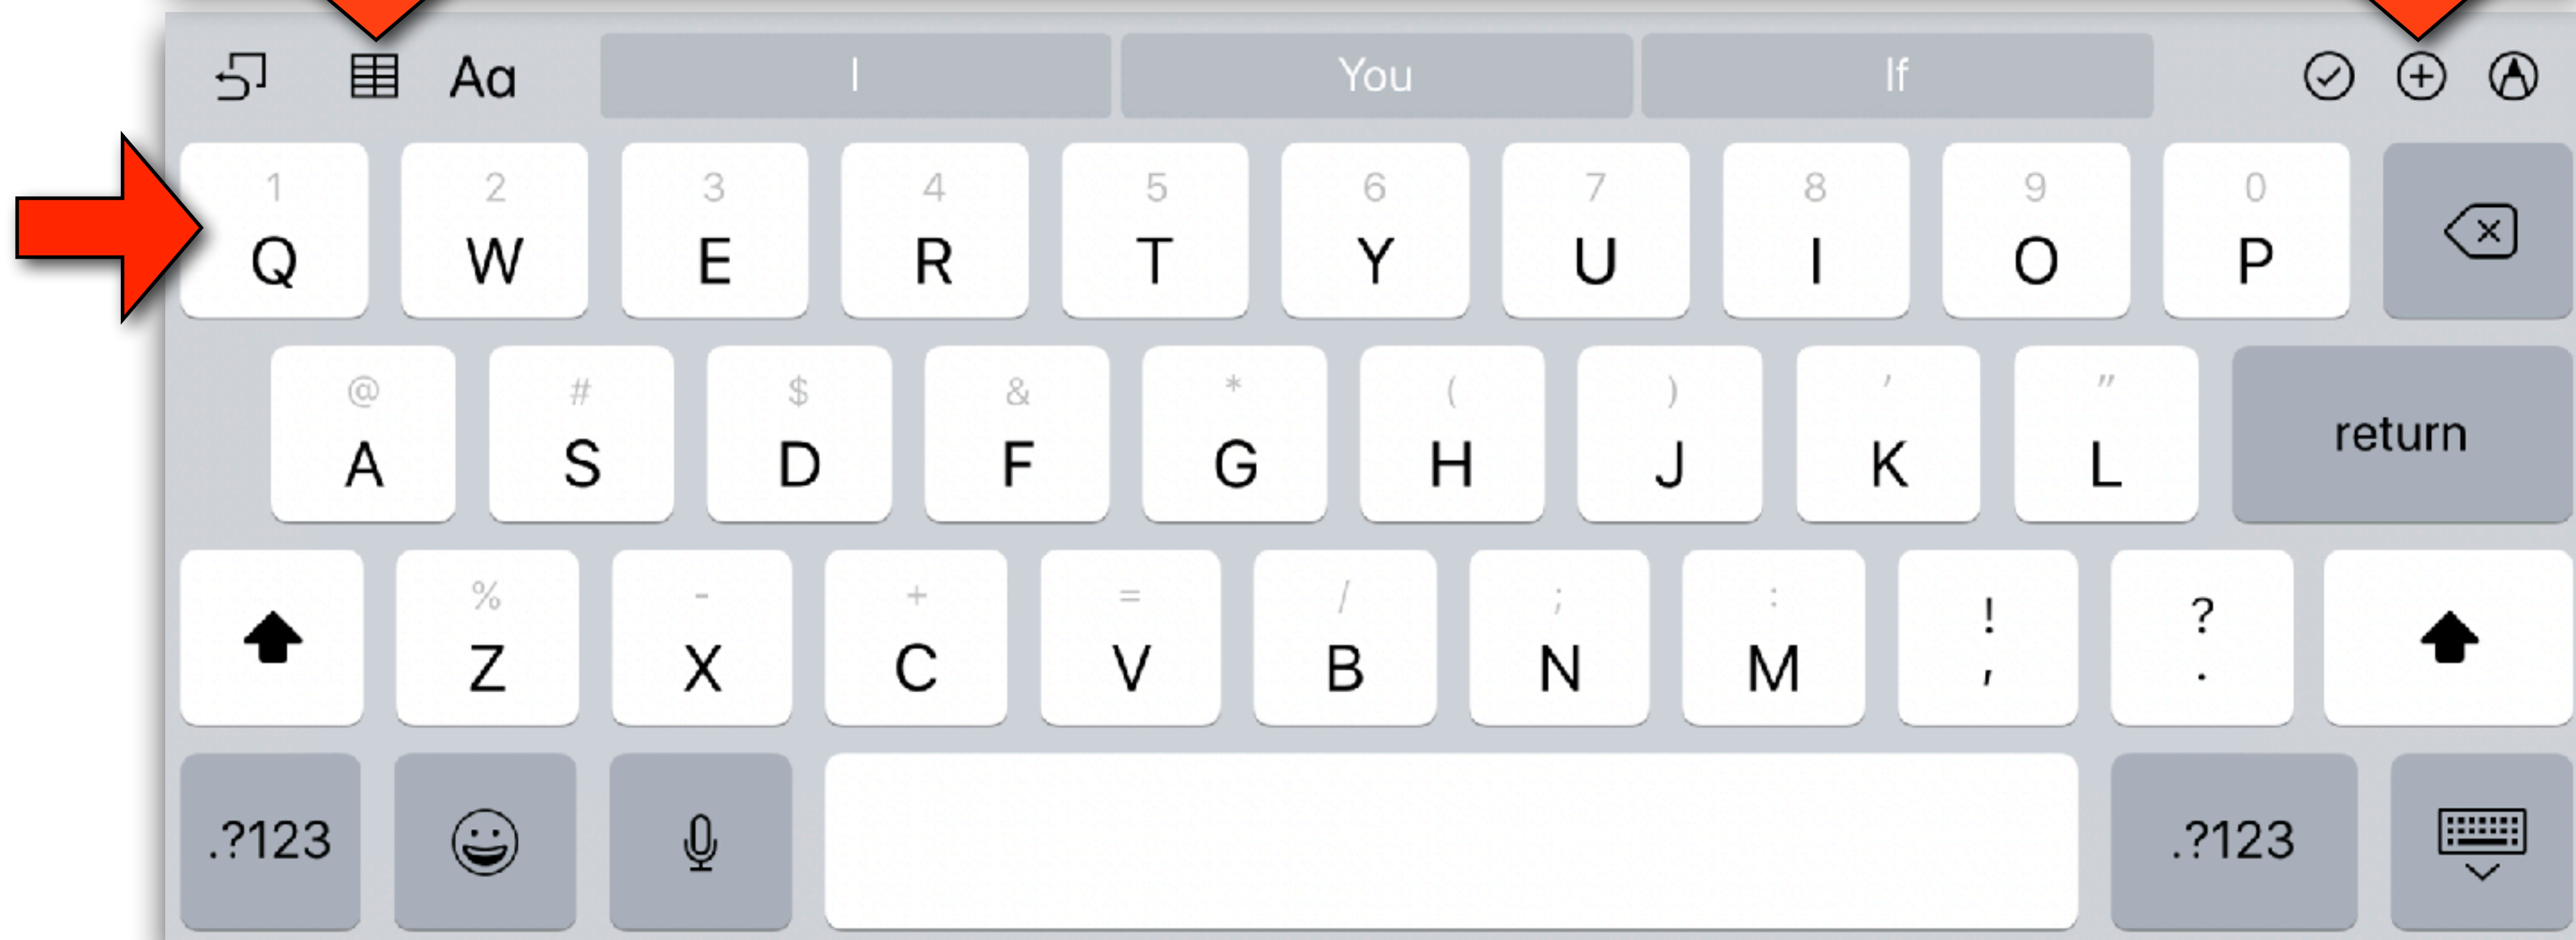 Aa I You If
1 2 3 4 5 6 7 8 9 0
Q W E R T Y U I O P
@ # $ & * ( ) ' "
A S D F G H J K L return
% - + = / ; : ! ?
Z X C V B N M , .
.?123 .?123